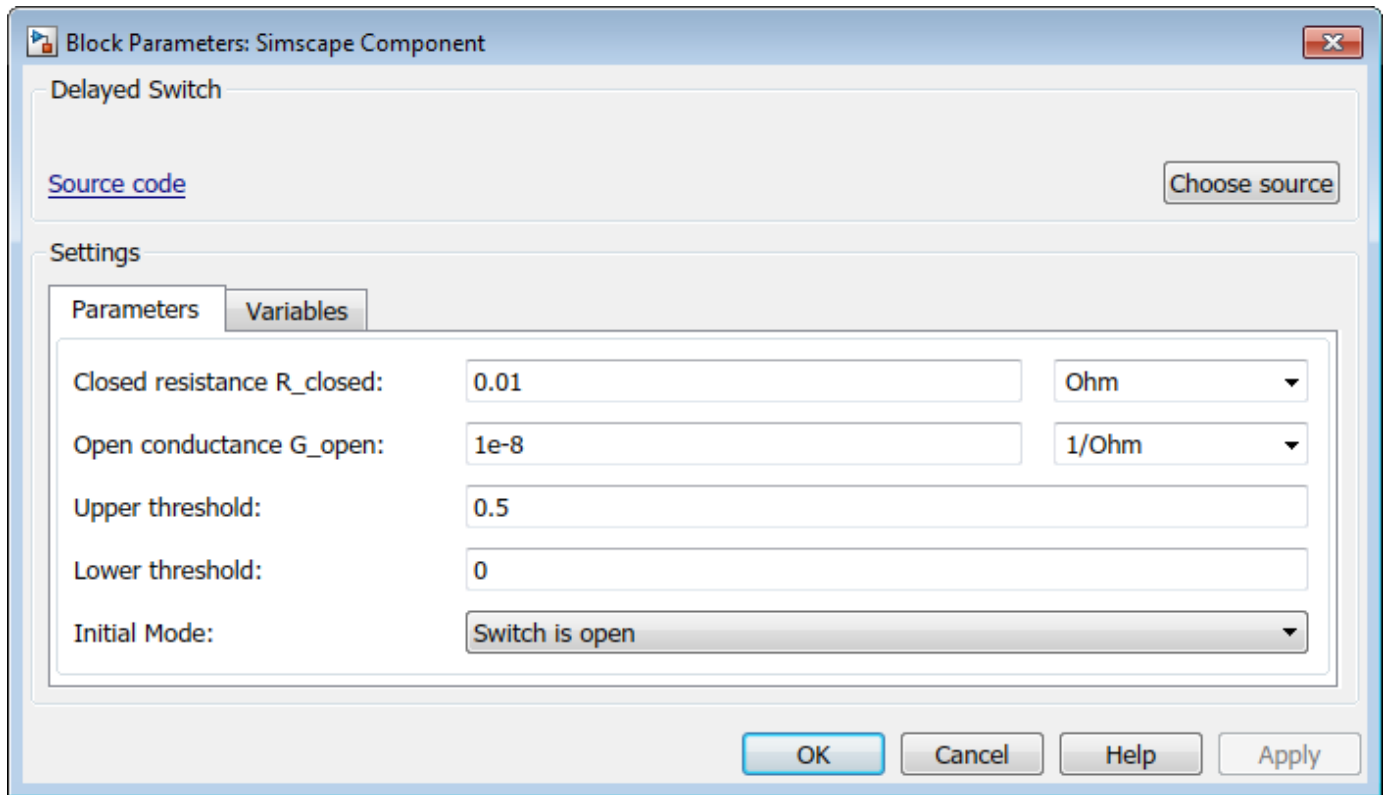 Block Parameters: Simscape Component
Delayed Switch
Source code
Choose source
Settings
Parameters Variables
Closed resistance R_closed: 0.01 Ohm
Open conductance G_open: 1e-8 1/Ohm
Upper threshold: 0.5
Lower threshold: 0
Initial Mode: Switch is open
OK Cancel Help Apply